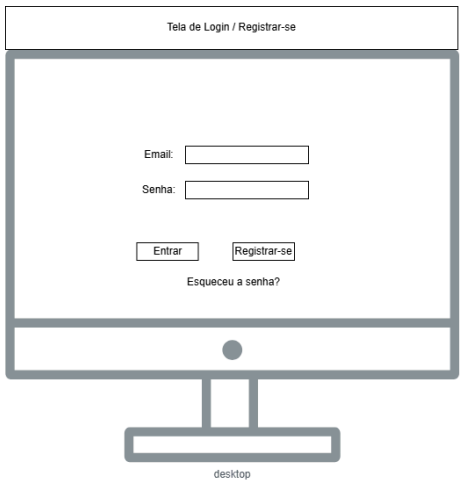 Tela de Login / Registrar-se
Email:
Senha:
Entrar Registrar-se
Esqueceu a senha?
desktop